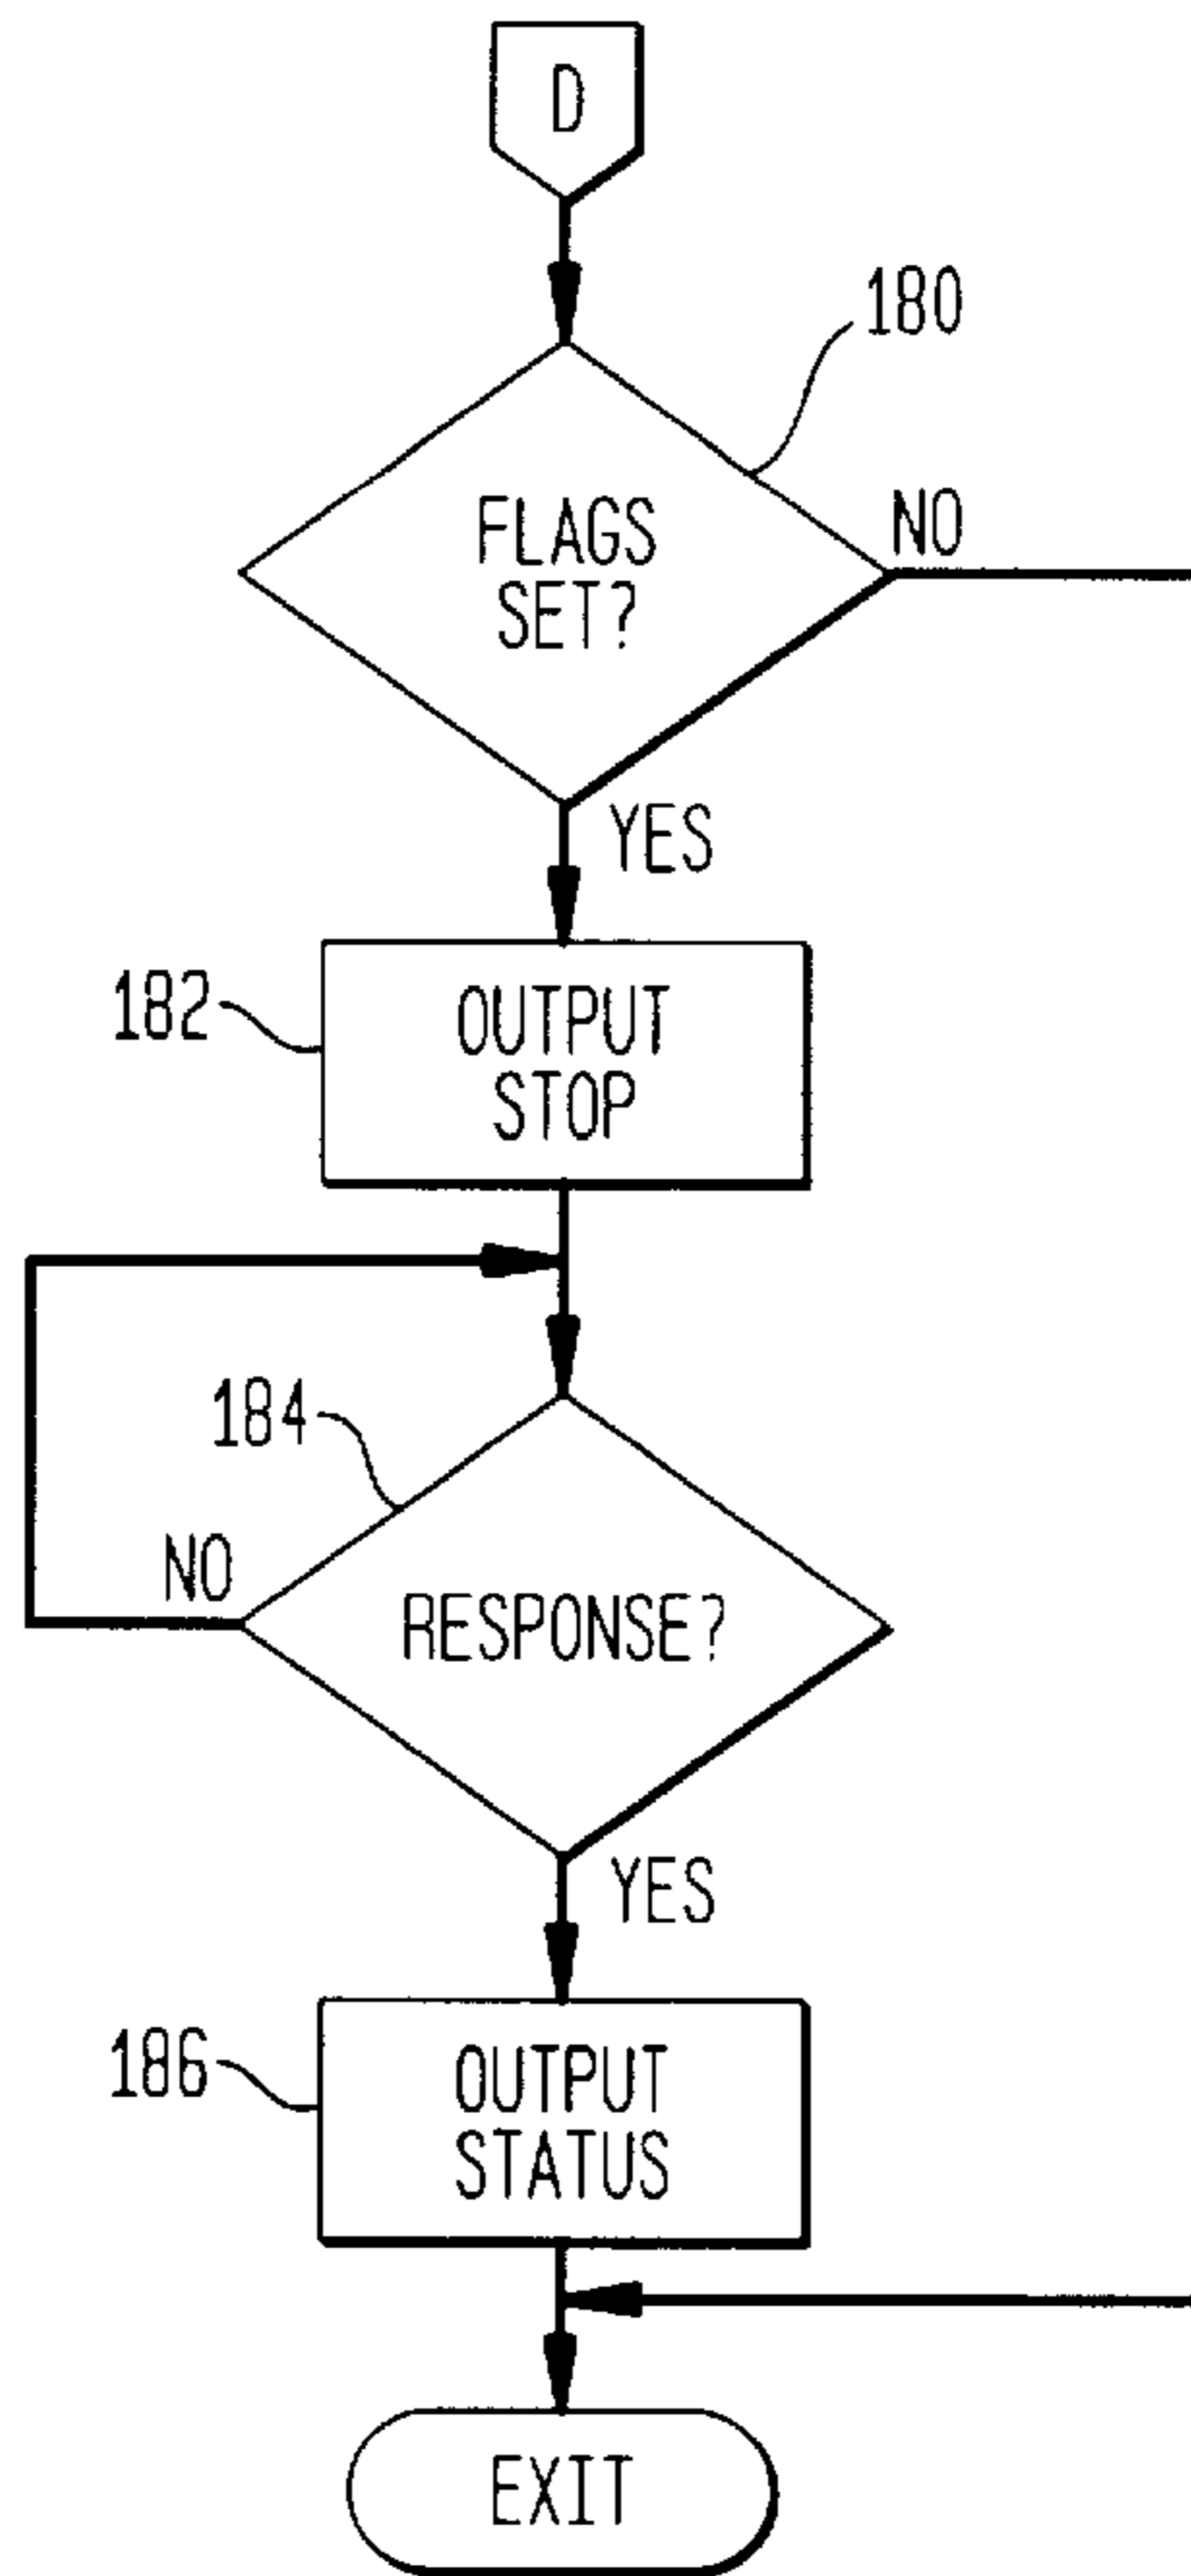 D
180
FLAGS
SET?
NO
YES
182
OUTPUT
STOP
184
NO
RESPONSE?
YES
186
OUTPUT
STATUS
EXIT